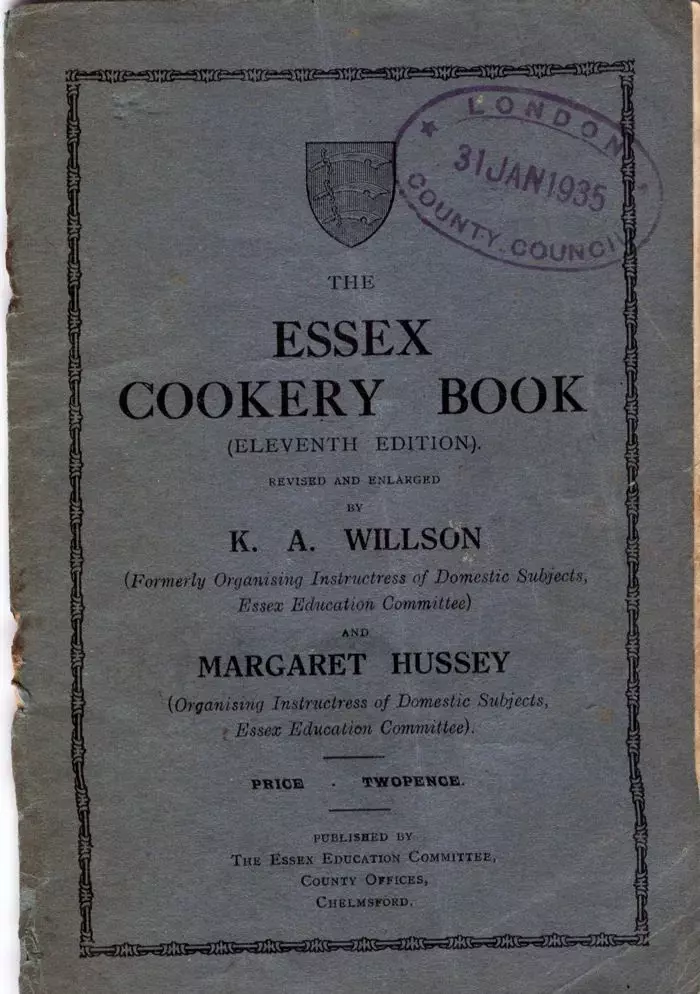 LONDON
31 JAN 1935
COUNTY COUNCIL
THE
ESSEX
COOKERY BOOK
(ELEVENTH EDITION).
REVISED AND ENLARGED
BY
K. A. WILLSON
(Formerly Organising Instructress of Domestic Subjects,
Essex Education Committee)
AND
MARGARET HUSSEY
(Organising Instructress of Domestic Subjects,
Essex Education Committee).
PRICE - TWOPENCE.
PUBLISHED BY
THE ESSEX EDUCATION COMMITTEE,
COUNTY OFFICES,
CHELMSFORD.